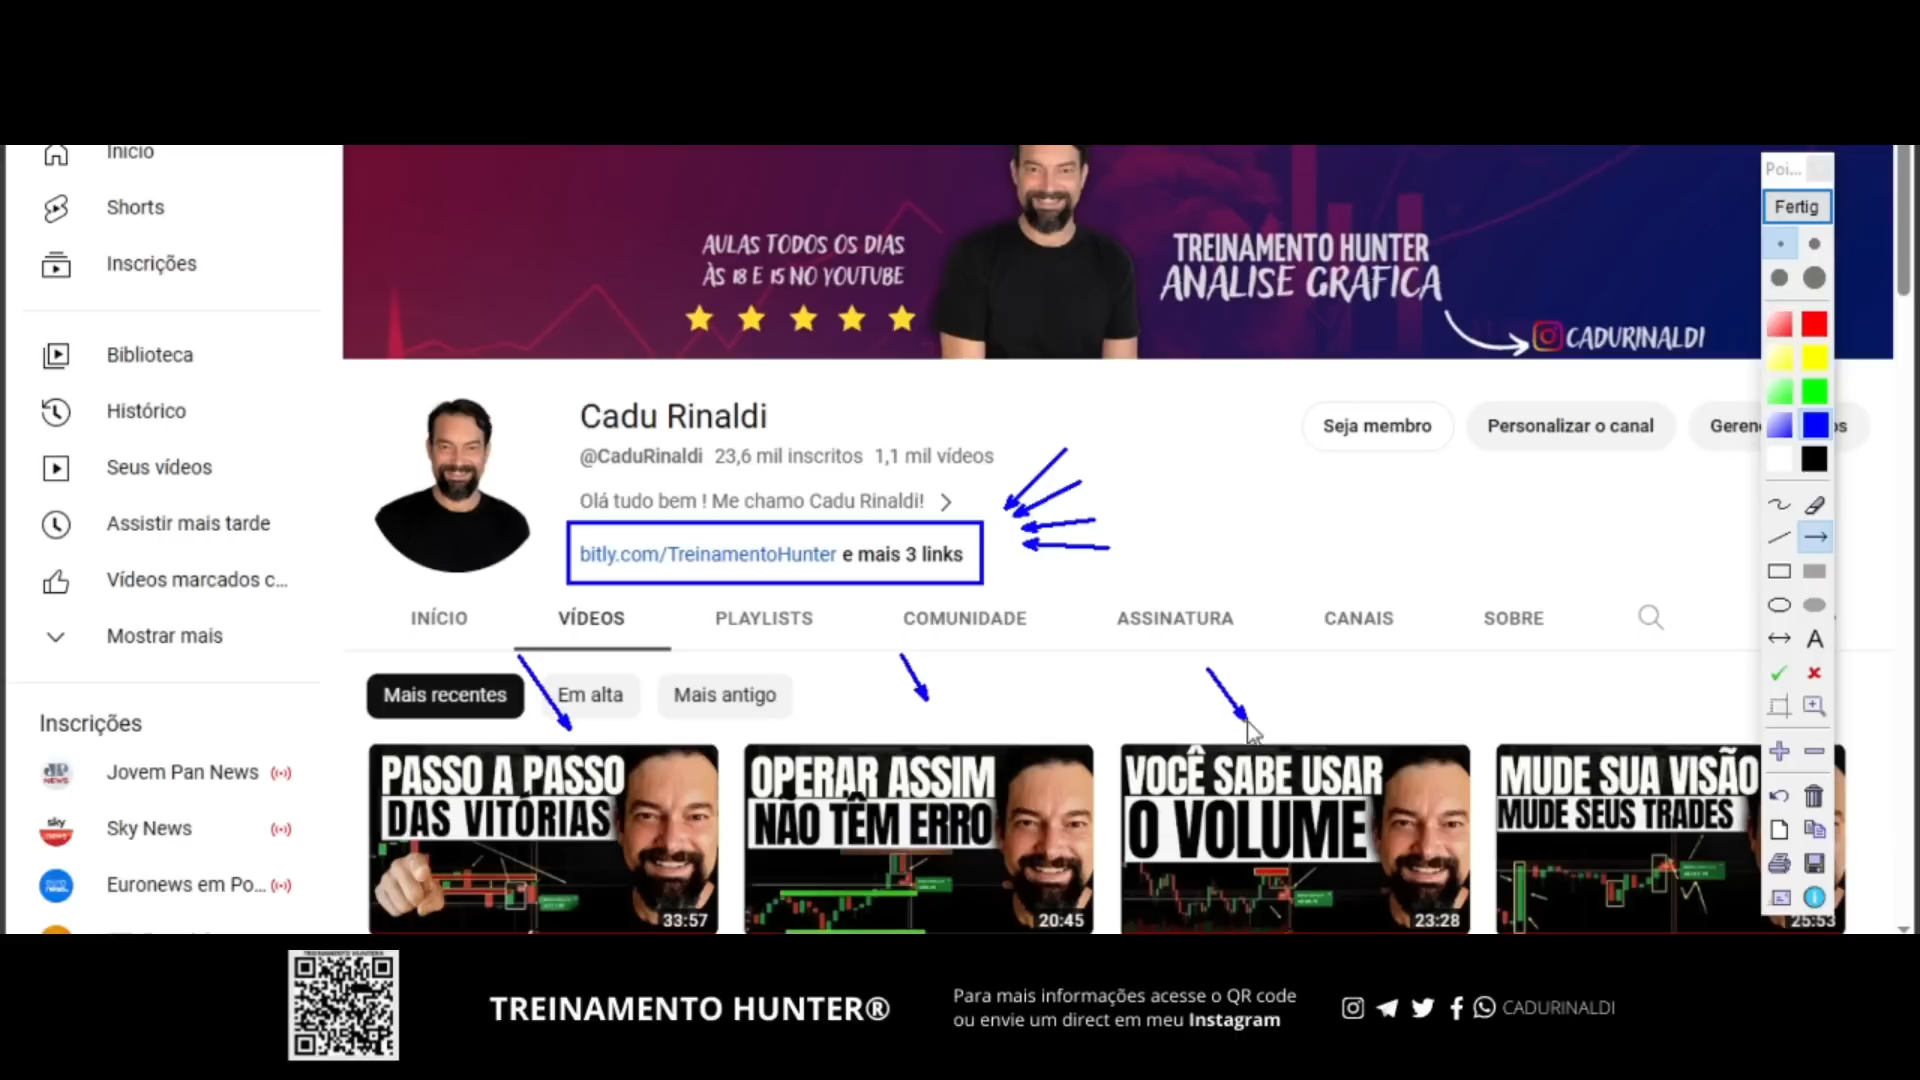 Início
Shorts
Inscrições
Biblioteca
Histórico
Seus vídeos
Assistir mais tarde
Vídeos marcados c...
Mostrar mais
Inscrições
Jovem Pan News
sky news
Sky News
Euronews em Po...
AULAS TODOS OS DIAS
ÀS 18 E 15 NO YOUTUBE
TREINAMENTO HUNTER
ANALISE GRAFICA
CADURINALDI
Cadu Rinaldi
@CaduRinaldi 23,6 mil inscritos 1,1 mil vídeos
Olá tudo bem ! Me chamo Cadu Rinaldi!
bitly.com/TreinamentoHunter e mais 3 links
Seja membro
Personalizar o canal
INÍCIO
VÍDEOS
PLAYLISTS
COMUNIDADE
ASSINATURA
CANAIS
SOBRE
Mais recentes
Em alta
Mais antigo
PASSO A PASSO
DAS VITÓRIAS
33:57
OPERAR ASSIM
NÃO TÊM ERRO
20:45
VOCÊ SABE USAR
O VOLUME
23:28
MUDE SUA VISÃO
MUDE SEUS TRADES
25:53
Poi...
Fertig
A
TREINAMENTO HUNTER®
Para mais informações acesse o QR code
ou envie um direct em meu Instagram
CADURINALDI